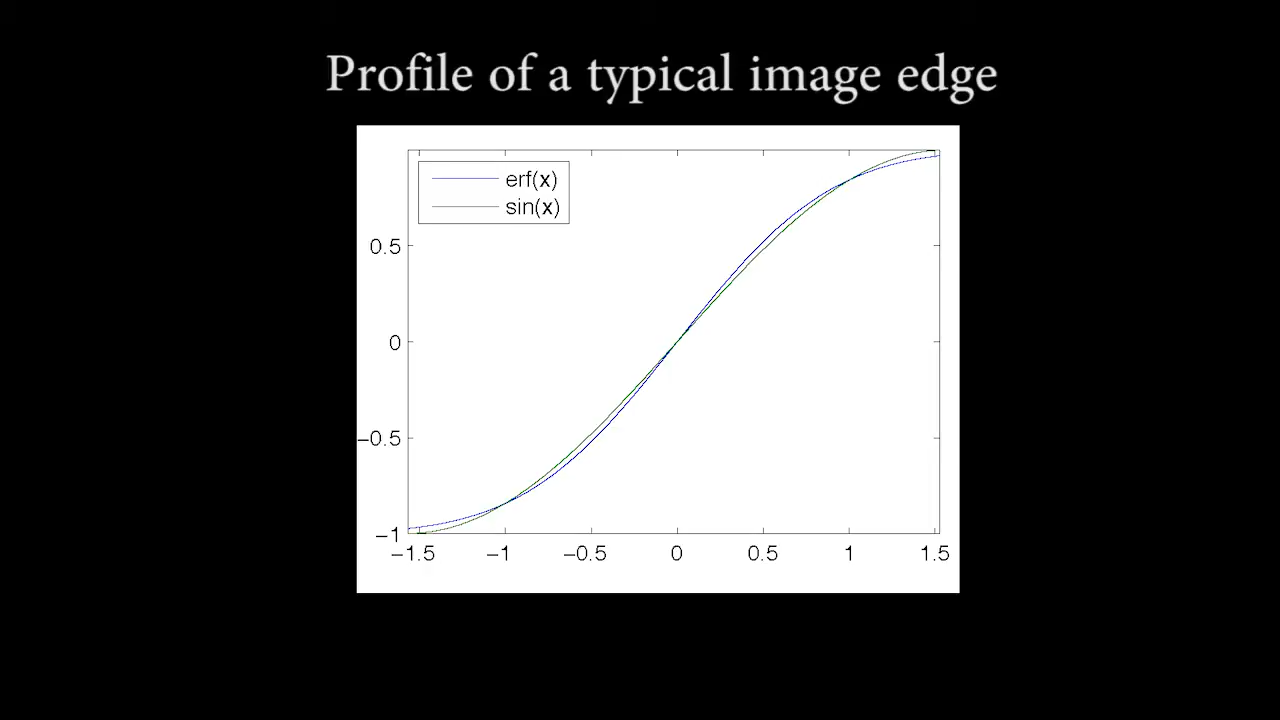 Profile of a typical image edge
erf(x)
sin(x)
0.5
0
−0.5
−1
−1.5 −1 −0.5 0 0.5 1 1.5